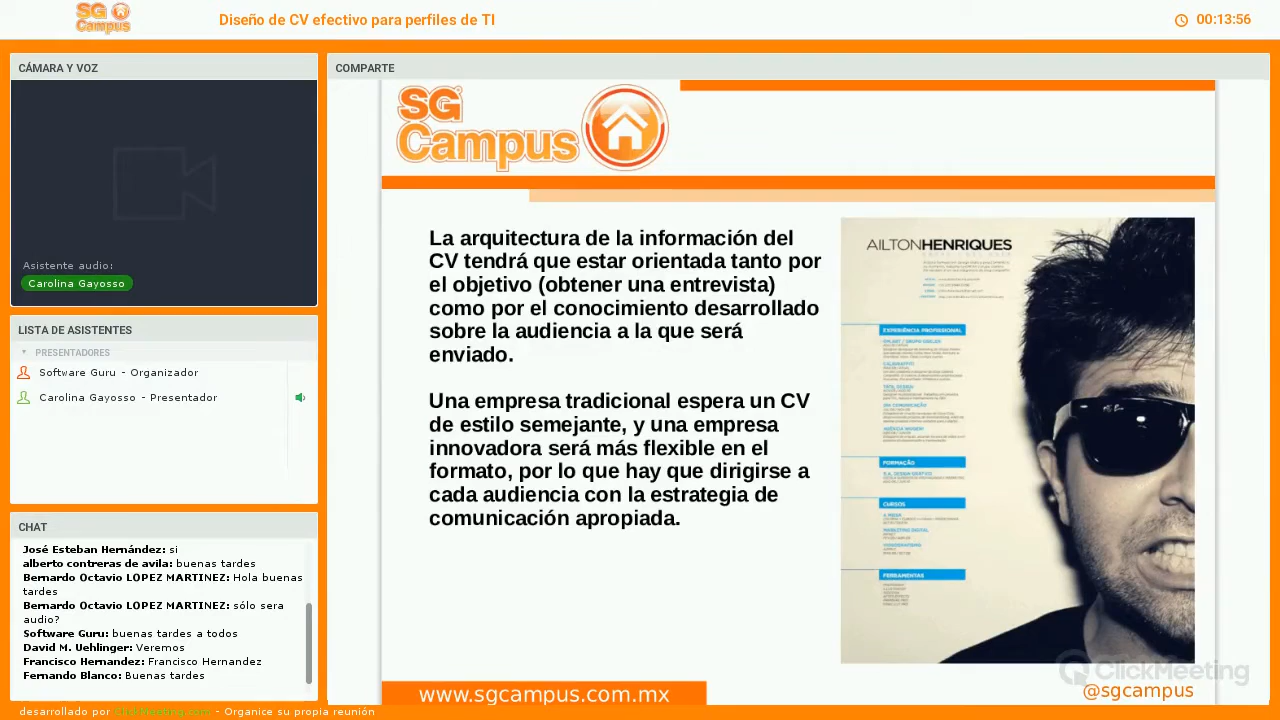 SG
Campus
Diseño de CV efectivo para perfiles de TI
00:13:56
CÁMARA Y VOZ
Asistente audio:
Carolina Gayosso
LISTA DE ASISTENTES
PRESENTADORES
Software Guru - Organizado
Carolina Gayosso - Present
CHAT
José Esteban Hernández: si
alberto contreras de avila: buenas tardes
Bernardo Octavio LOPEZ MARTINEZ: Hola buenas
tardes
Bernardo Octavio LOPEZ MARTINEZ: sólo sera
audio?
Software Guru: buenas tardes a todos
David M. Uehlinger: Veremos
Francisco Hernandez: Francisco Hernandez
Fernando Blanco: Buenas tardes
desarrollado por ClickMeeting.com - Organice su propia reunión
COMPARTE
SG
Campus
La arquitectura de la información del
CV tendrá que estar orientada tanto por
el objetivo (obtener una entrevista)
como por el conocimiento desarrollado
sobre la audiencia a la que será
enviado.
Una empresa tradicional espera un CV
de estilo semejante, y una empresa
innovadora será más flexible en el
formato, por lo que hay que dirigirse a
cada audiencia con la estrategia de
comunicación apropiada.
AILTONHENRIQUES
EXPERIÊNCIA PROFISSIONAL
FORMAÇÃO
CURSOS
FERRAMENTAS
ClickMeeting
www.sgcampus.com.mx
@sgcampus